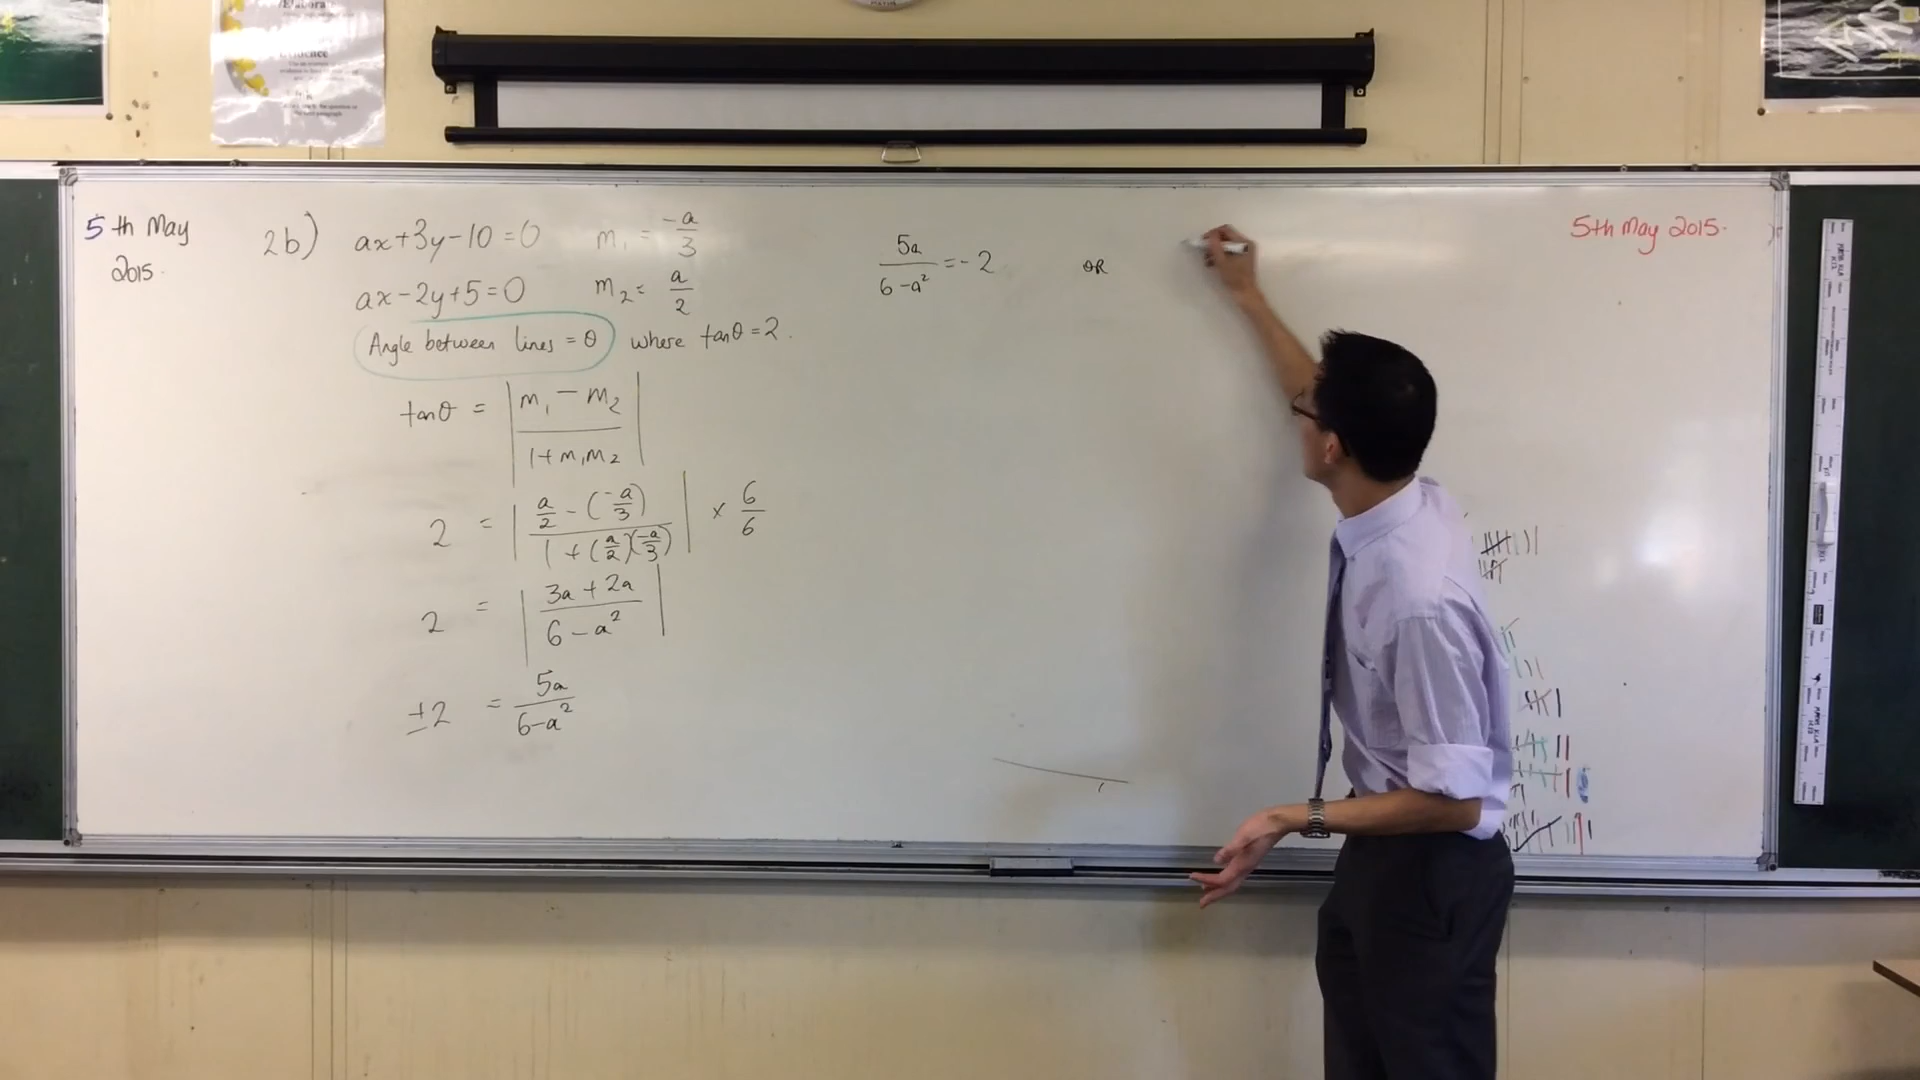 5th May
2015.
2b)
ax+3y-10=0
m₁ = -a/3
ax-2y+5=0
m₂ = a/2
Angle between lines = θ where tanθ=2.
tanθ = |(m₁ - m₂)/(1+m₁m₂)|
2 = |(a/2 - (-a/3))/(1+(a/2)(-a/3))| × 6/6
2 = |(3a+2a)/(6-a²)|
±2 = 5a/(6-a²)
5a/(6-a²) = -2
OR
5th May 2015.